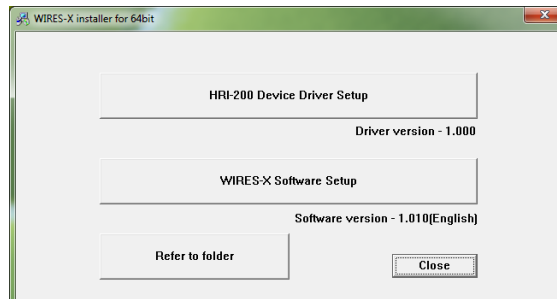 WIRES-X installer for 64bit
HRI-200 Device Driver Setup
Driver version - 1.000
WIRES-X Software Setup
Software version - 1.010(English)
Refer to folder
Close